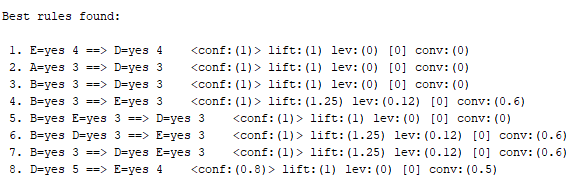 Best rules found:
1. E=yes 4 ==> D=yes 4 <conf:(1)> lift:(1) lev:(0) [0] conv:(0)
2. A=yes 3 ==> D=yes 3 <conf:(1)> lift:(1) lev:(0) [0] conv:(0)
3. B=yes 3 ==> D=yes 3 <conf:(1)> lift:(1) lev:(0) [0] conv:(0)
4. B=yes 3 ==> E=yes 3 <conf:(1)> lift:(1.25) lev:(0.12) [0] conv:(0.6)
5. B=yes E=yes 3 ==> D=yes 3 <conf:(1)> lift:(1) lev:(0) [0] conv:(0)
6. B=yes D=yes 3 ==> E=yes 3 <conf:(1)> lift:(1.25) lev:(0.12) [0] conv:(0.6)
7. B=yes 3 ==> D=yes E=yes 3 <conf:(1)> lift:(1.25) lev:(0.12) [0] conv:(0.6)
8. D=yes 5 ==> E=yes 4 <conf:(0.8)> lift:(1) lev:(0) [0] conv:(0.5)